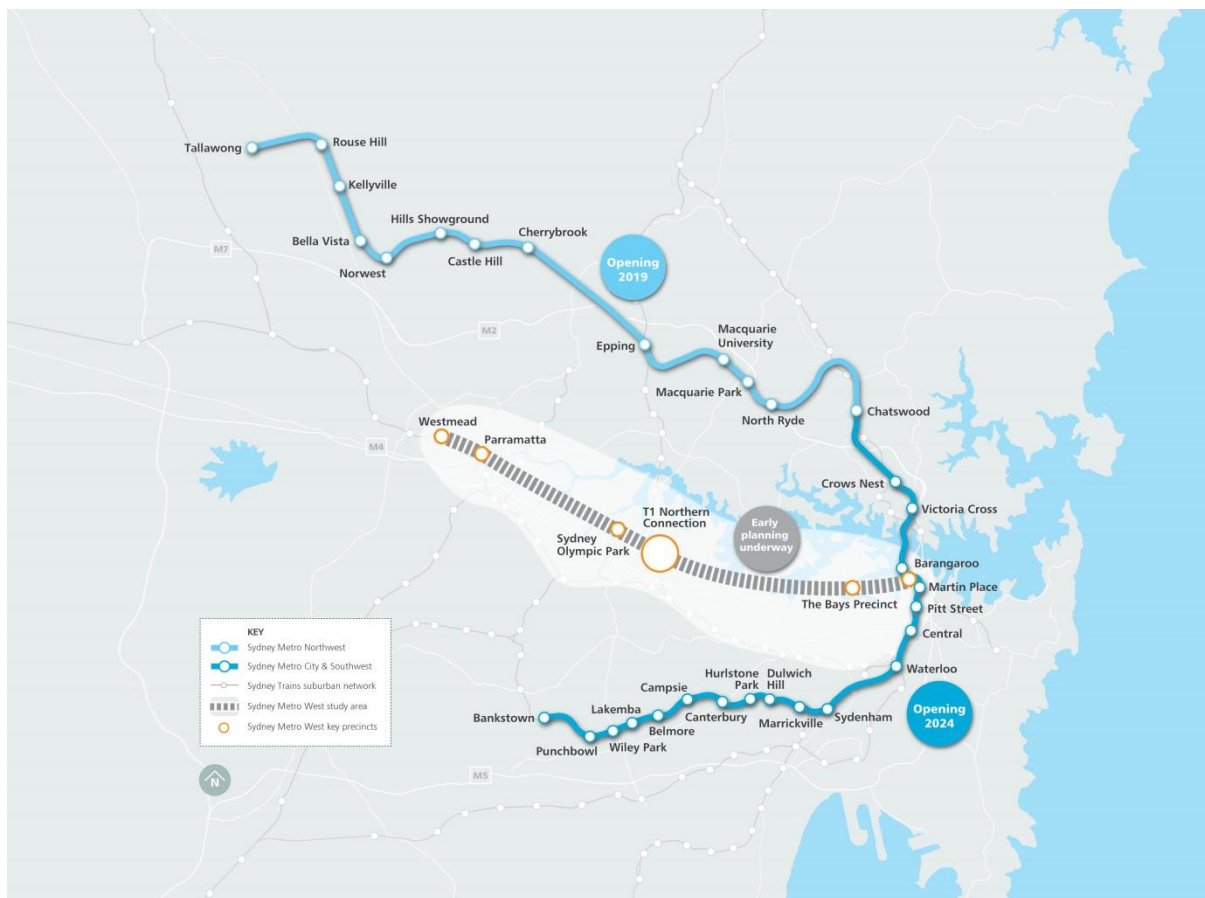 Tallawong
Rouse Hill
Kellyville
Bella Vista
Norwest
Hills Showground
Castle Hill
Cherrybrook
Opening
2019
M7
M2
Epping
Macquarie
University
Macquarie Park
North Ryde
Chatswood
Westmead
Parramatta
M4
Crows Nest
Victoria Cross
T1 Northern
Connection
Sydney
Olympic Park
Early
planning
underway
Barangaroo
Martin Place
The Bays Precinct
Pitt Street
Central
Waterloo
KEY
Sydney Metro Northwest
Sydney Metro City & Southwest
Sydney Trains suburban network
Sydney Metro West study area
Sydney Metro West key precincts
N
Bankstown
Punchbowl
Lakemba
Wiley Park
Campsie
Belmore
Canterbury
Hurlstone
Park
Dulwich
Hill
Marrickville
Sydenham
Opening
2024
M5